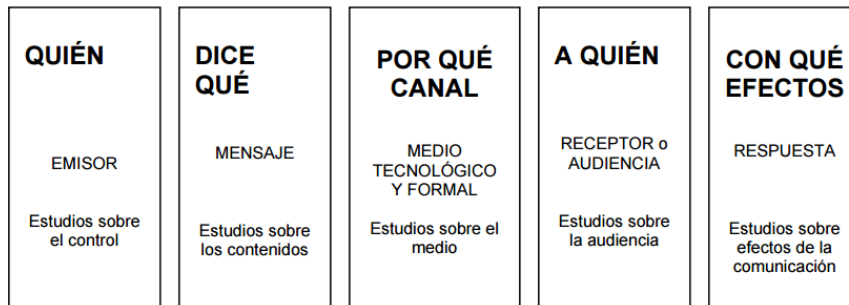 QUIÉN
EMISOR
Estudios sobre
el control
DICE
QUÉ
MENSAJE
Estudios sobre
los contenidos
POR QUÉ
CANAL
MEDIO
TECNOLÓGICO
Y FORMAL
Estudios sobre el
medio
A QUIÉN
RECEPTOR o
AUDIENCIA
Estudios sobre
la audiencia
CON QUÉ
EFECTOS
RESPUESTA
Estudios sobre
efectos de la
comunicación